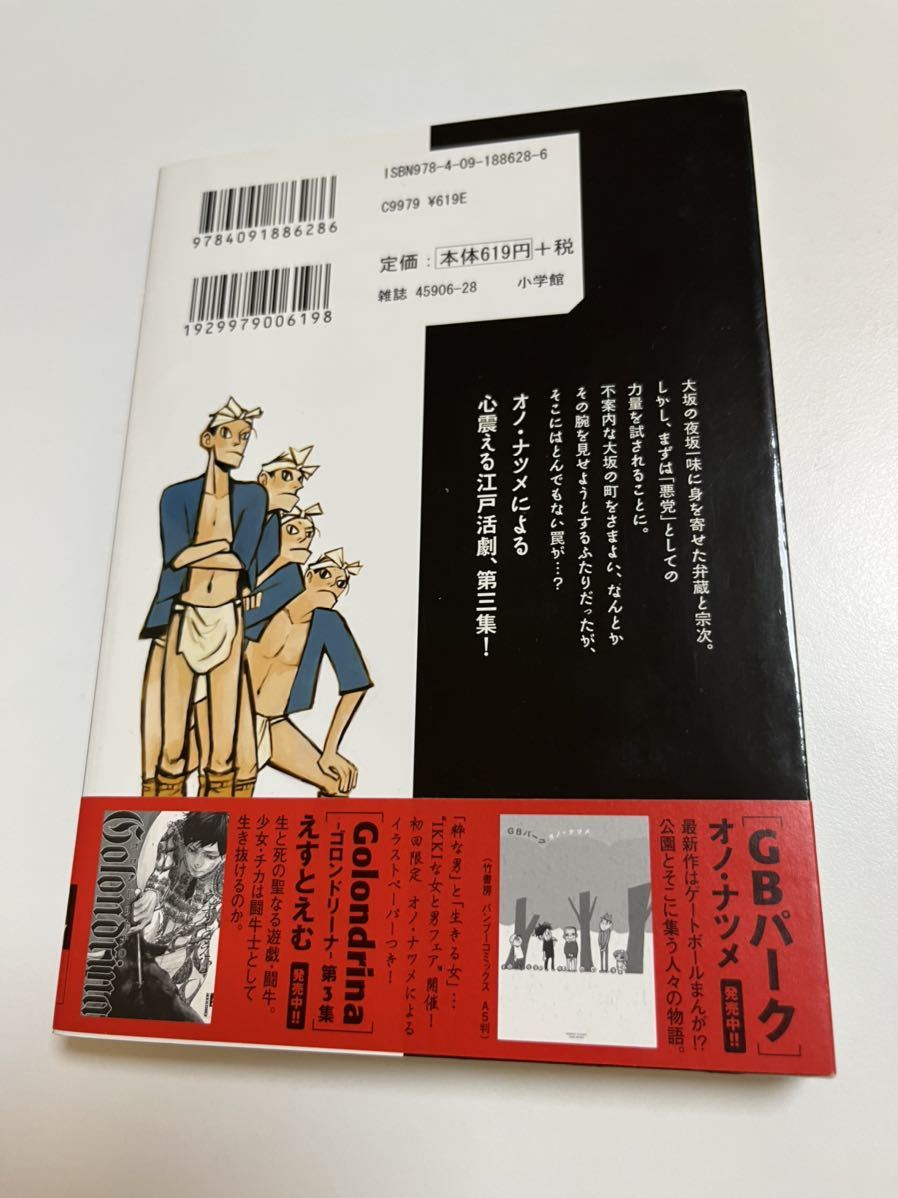 ISBN978-4-09-188628-6
C9979 ¥619E
定価：本体619円+税
雑誌 45906-28 小学館
9784091886286
1929979006198
大坂の夜坂一味に身を寄せた弁蔵と宗次。
しかし、まずは「悪党」としての
力量を試されることに。
不案内な大坂の町をさまよい、なんとか
その腕を見せようとするふたりだったが、
そこにはとんでもない罠が…?
オノ・ナツメによる
心震える江戸活劇、第三集!
[GBパーク]
オノ・ナツメ 発売中!!
最新作はゲートボールまんが!?
公園とそこに集う人々の物語。
GBパーク
オノ・ナツメ
(竹書房 バンブーコミックス A5判)
「粋な男」と「生きる女」…
"IKKIな女と男フェア"開催!
初回限定 オノ・ナツメによる
イラストペーパーつき!
[Golondrina
-ゴロンドリーナ- 第3集]
えすとえむ 発売中!!
生と死の聖なる遊戯・闘牛。
少女・チカは闘牛士として
生き抜けるのか。
Golondrina